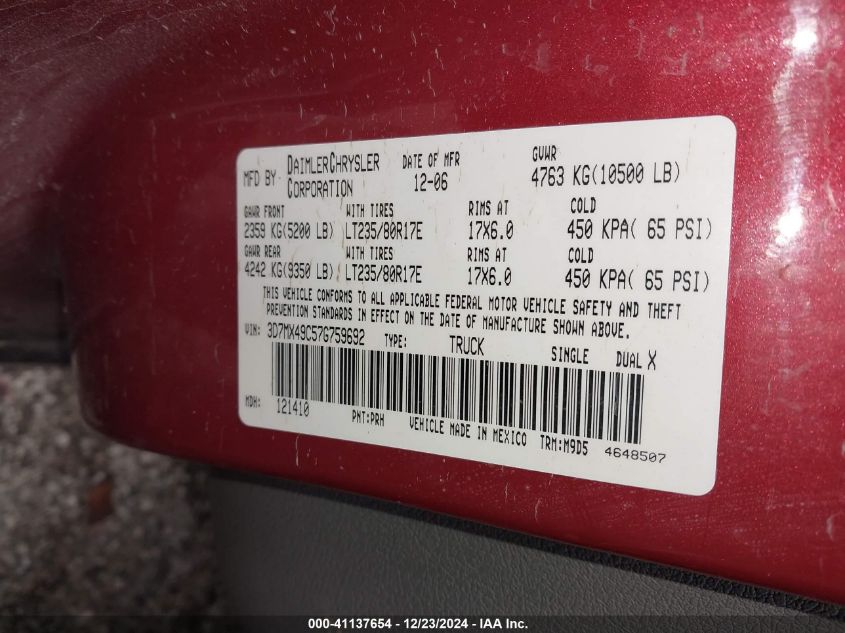 MFD BY DAIMLERCHRYSLER CORPORATION DATE OF MFR 12-06 GVWR 4763 KG(10500 LB)
GAWR FRONT WITH TIRES RIMS AT COLD
2359 KG(5200 LB) LT235/80R17E 17X6.0 450 KPA( 65 PSI)
GAWR REAR WITH TIRES RIMS AT COLD
4242 KG(9350 LB) LT235/80R17E 17X6.0 450 KPA( 65 PSI)
THIS VEHICLE CONFORMS TO ALL APPLICABLE FEDERAL MOTOR VEHICLE SAFETY AND THEFT
PREVENTION STANDARDS IN EFFECT ON THE DATE OF MANUFACTURE SHOWN ABOVE.
VIN: 3D7MX49C57G759692 TYPE: TRUCK SINGLE DUAL X
MDH: 121410 PNT:PRH VEHICLE MADE IN MEXICO TRM:M9D5 4648507
000-41137654 - 12/23/2024 - IAA Inc.